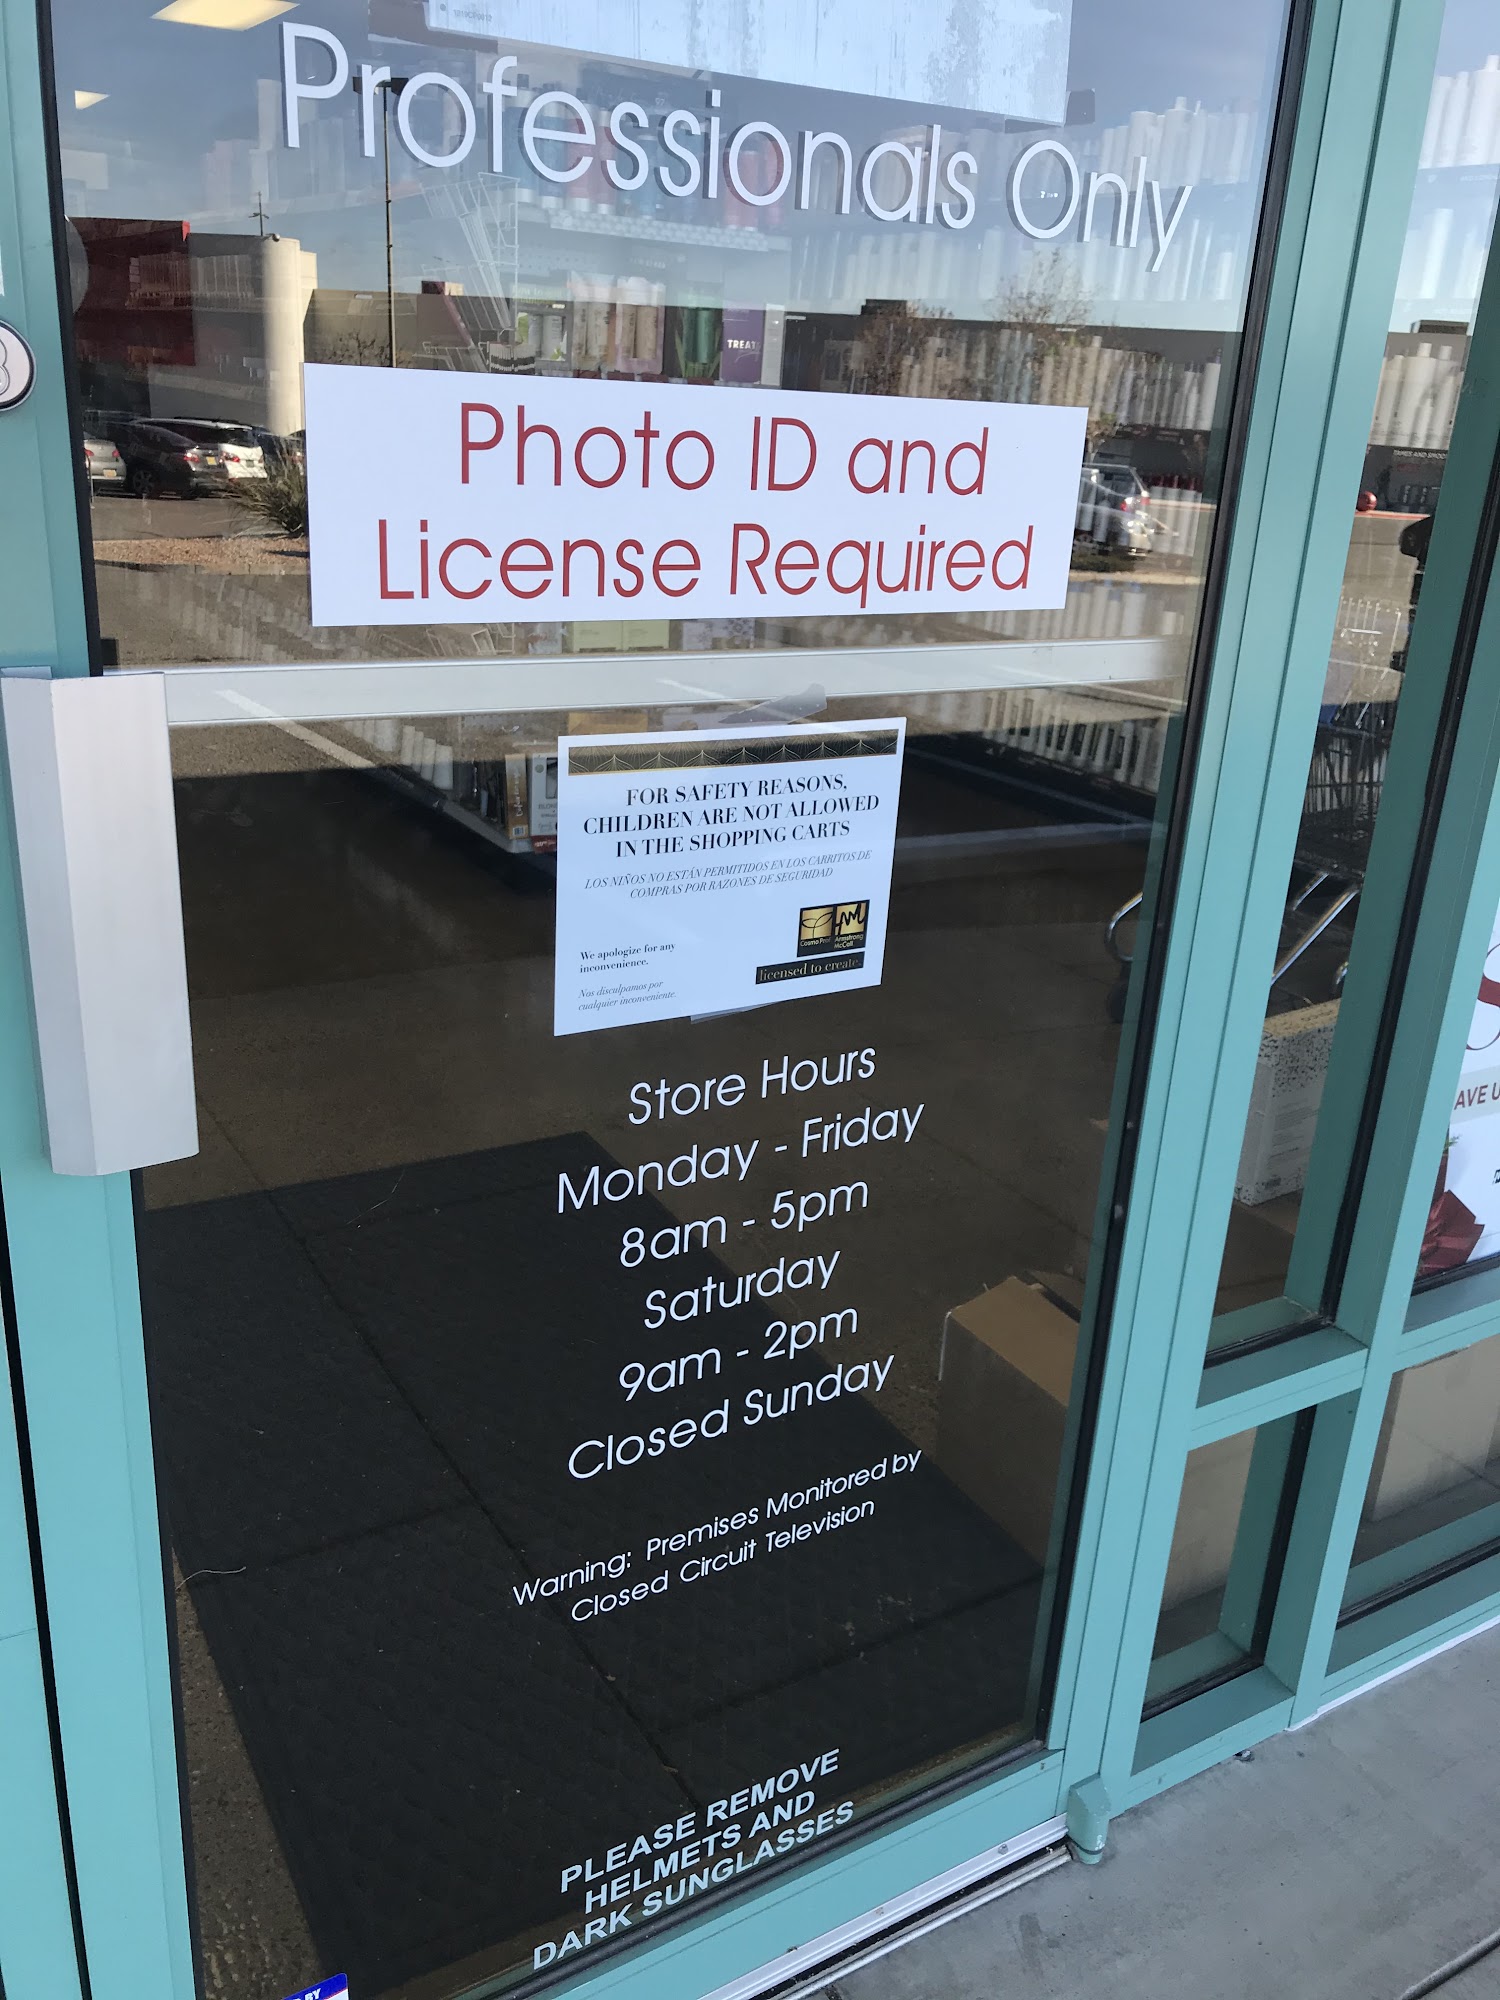 Professionals Only
TREAT
Photo ID and
License Required
FOR SAFETY REASONS,
CHILDREN ARE NOT ALLOWED
IN THE SHOPPING CARTS
LOS NIÑOS NO ESTÁN PERMITIDOS EN LOS CARRITOS DE
COMPRAS POR RAZONES DE SEGURIDAD
We apologize for any
inconvenience.
Nos disculpamos por
cualquier inconveniente.
Cosmo Prof
Armstrong
McCall
licensed to create.
Store Hours
Monday - Friday
8am - 5pm
Saturday
9am - 2pm
Closed Sunday
Warning: Premises Monitored by
Closed Circuit Television
PLEASE REMOVE
HELMETS AND
DARK SUNGLASSES
BY
AVE U